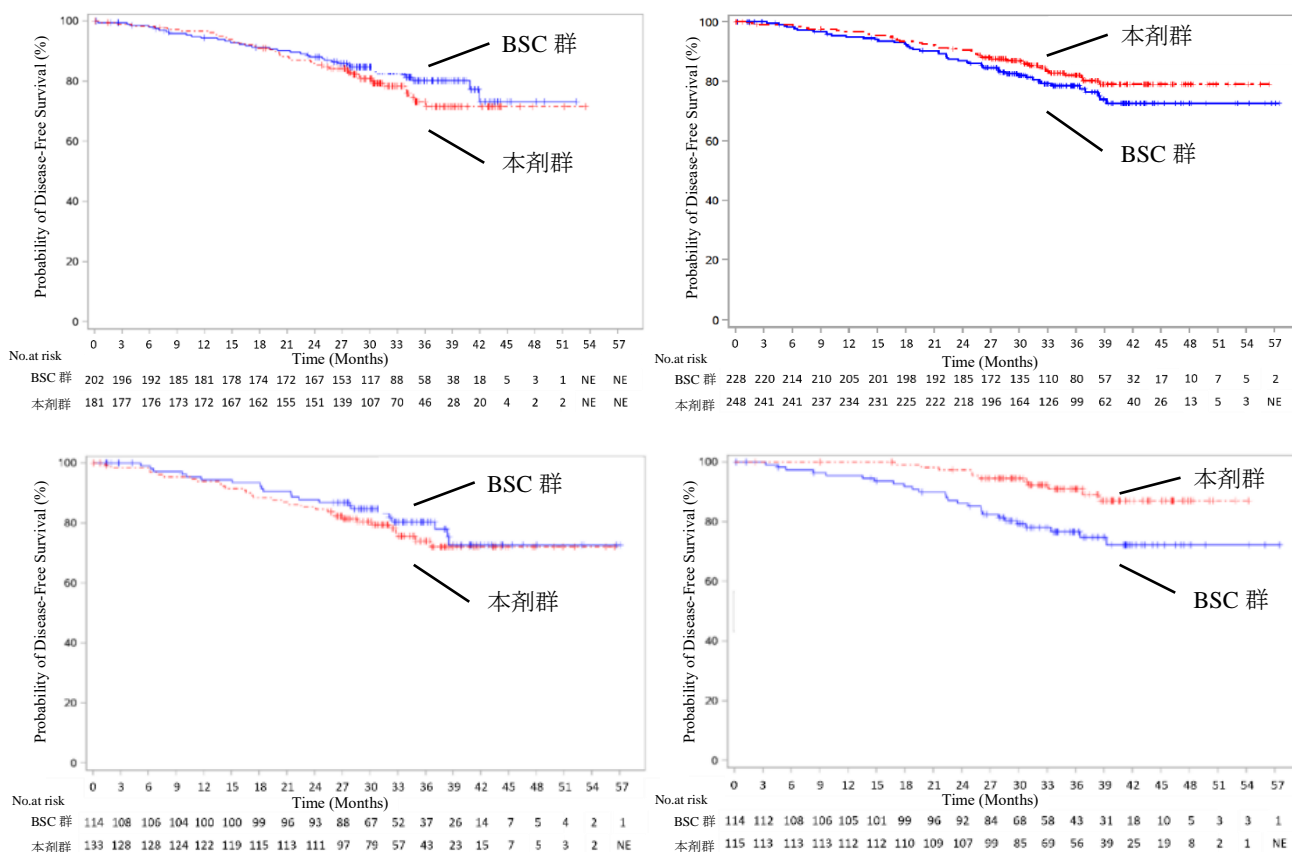 Probability of Disease-Free Survival (%)
100
80
60
40
20
0
BSC 群
本剤群
0 3 6 9 12 15 18 21 24 27 30 33 36 39 42 45 48 51 54 57
No.at risk
Time (Months)
BSC 群 202 196 192 185 181 178 174 172 167 153 117 88 58 38 18 5 3 1 NE NE
本剤群 181 177 176 173 172 167 162 155 151 139 107 70 46 28 20 4 2 2 NE NE
Probability of Disease-Free Survival (%)
100
80
60
40
20
0
本剤群
BSC 群
0 3 6 9 12 15 18 21 24 27 30 33 36 39 42 45 48 51 54 57
No.at risk
Time (Months)
BSC 群 228 220 214 210 205 201 198 192 185 172 135 110 80 57 32 17 10 7 5 2
本剤群 248 241 241 237 234 231 225 222 218 196 164 126 99 62 40 26 13 5 3 NE
Probability of Disease-Free Survival (%)
100
80
60
40
20
0
BSC 群
本剤群
0 3 6 9 12 15 18 21 24 27 30 33 36 39 42 45 48 51 54 57
No.at risk
Time (Months)
BSC 群 114 108 106 104 100 100 99 96 93 88 67 52 37 26 14 7 5 4 2 1
本剤群 133 128 128 124 122 119 115 113 111 97 79 57 43 23 15 7 5 3 2 NE
Probability of Disease-Free Survival (%)
100
80
60
40
20
0
本剤群
BSC 群
0 3 6 9 12 15 18 21 24 27 30 33 36 39 42 45 48 51 54 57
No.at risk
Time (Months)
BSC 群 114 112 108 106 105 101 99 96 92 84 68 58 43 31 18 10 5 3 3 1
本剤群 115 113 113 113 112 112 110 109 107 99 85 69 56 39 25 19 8 2 1 NE